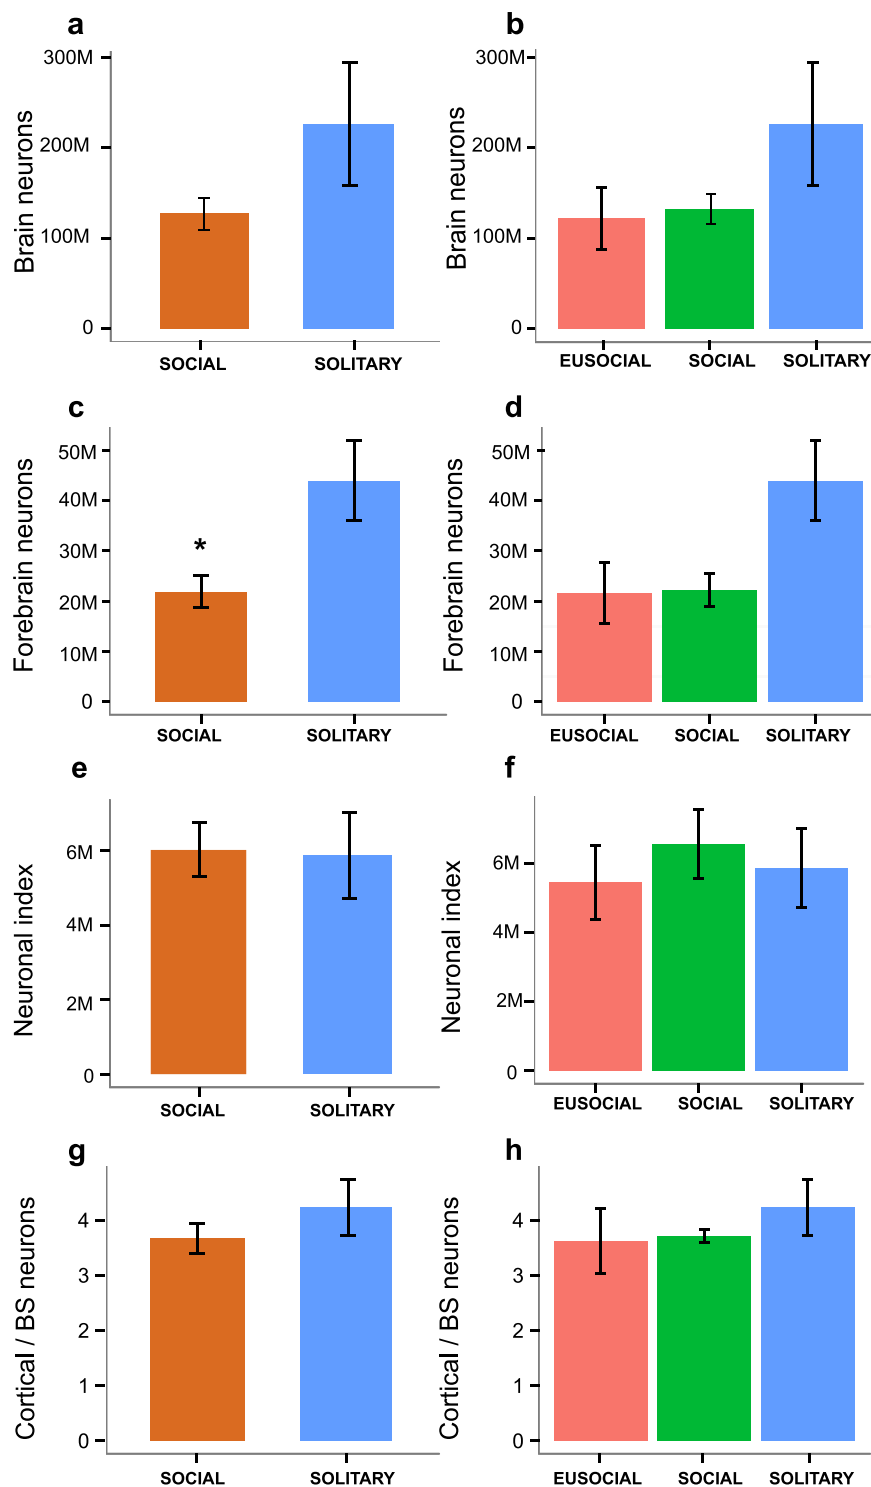 a
Brain neurons
300M
200M
100M
0
SOCIAL
SOLITARY
b
Brain neurons
300M
200M
100M
0
EUSOCIAL
SOCIAL
SOLITARY
c
Forebrain neurons
50M
40M
30M
20M
10M
0
*
SOCIAL
SOLITARY
d
Forebrain neurons
50M
40M
30M
20M
10M
0
EUSOCIAL
SOCIAL
SOLITARY
e
Neuronal index
6M
4M
2M
0
SOCIAL
SOLITARY
f
Neuronal index
6M
4M
2M
0
EUSOCIAL
SOCIAL
SOLITARY
g
Cortical / BS neurons
4
3
2
1
0
SOCIAL
SOLITARY
h
Cortical / BS neurons
4
3
2
1
0
EUSOCIAL
SOCIAL
SOLITARY